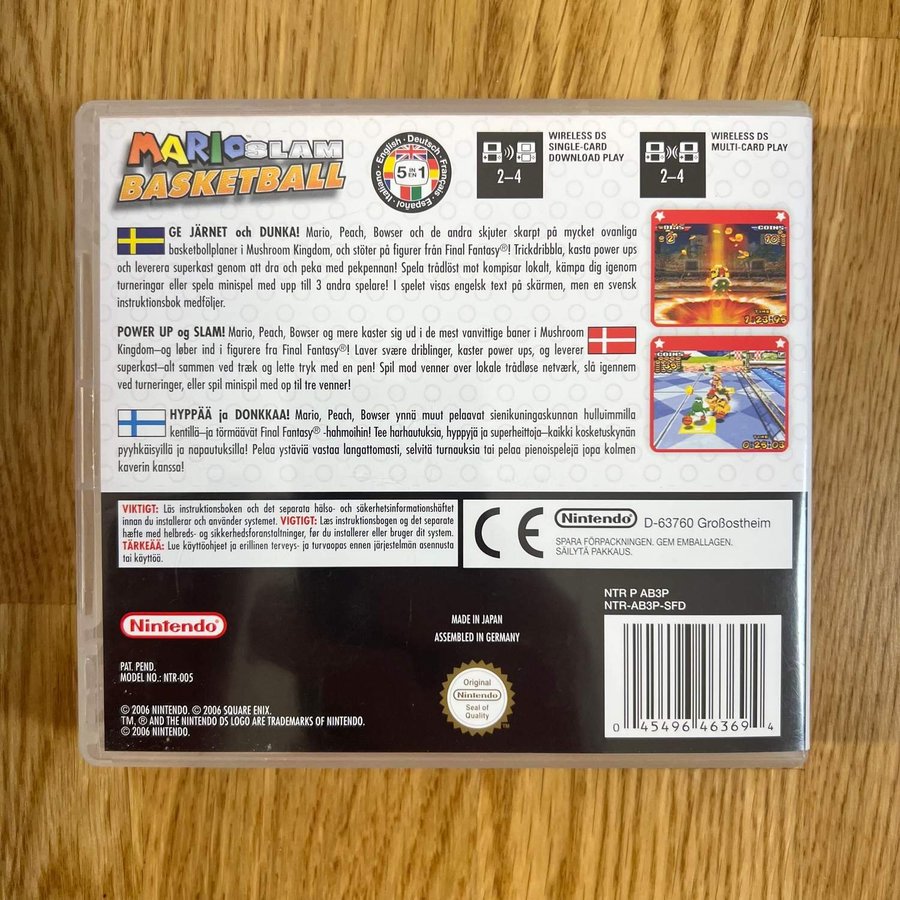 MARIO SLAM
BASKETBALL
English · Deutsch · Français · Español · Italiano
5 IN EN 1
WIRELESS DS
SINGLE-CARD
DOWNLOAD PLAY
2–4
WIRELESS DS
MULTI-CARD PLAY
2–4
GE JÄRNET och DUNKA! Mario, Peach, Bowser och de andra skjuter skarpt på mycket ovanliga
basketbollplaner i Mushroom Kingdom, och stöter på figurer från Final Fantasy®! Trickdribbla, kasta power ups
och leverera superkast genom att dra och peka med pekpennan! Spela trådlöst mot kompisar lokalt, kämpa dig igenom
turneringar eller spela minispel med upp till 3 andra spelare! I spelet visas engelsk text på skärmen, men en svensk
instruktionsbok medföljer.
POWER UP og SLAM! Mario, Peach, Bowser og mere kaster sig ud i de mest vanvittige baner i Mushroom
Kingdom–og løber ind i figurere fra Final Fantasy®! Laver svære driblinger, kaster power ups, og leverer
superkast–alt sammen ved træk og lette tryk med en pen! Spil mod venner over lokale trådløse netværk, slå igennem
ved turneringer, eller spil minispil med op til tre venner!
HYPPÄÄ ja DONKKAA! Mario, Peach, Bowser ynnä muut pelaavat sienikuningaskunnan hulluimmilla
kentillä–ja törmäävät Final Fantasy® -hahmoihin! Tee harhautuksia, hyppyjä ja superheittoja–kaikki kosketuskynän
pyyhkäisyillä ja napautuksilla! Pelaa ystäviä vastaa langattomasti, selvitä turnauksia tai pelaa pienoispelejä jopa kolmen
kaverin kanssa!
COINS
TIME
1:23:05
COINS
TIME
0:25:03
VIKTIGT: Läs instruktionsboken och det separata hälso- och säkerhetsinformationshäftet
innan du installerar och använder systemet. VIGTIGT: Læs instruktionsbogen og det separate
hæfte med helbreds- og sikkerhedsforanstaltninger, før du installerer eller bruger dit system.
TÄRKEÄÄ: Lue käyttöohjeet ja erillinen terveys- ja turvaopas ennen järjestelmän asennusta
tai käyttöä.
CE
Nintendo
D-63760 Großostheim
SPARA FÖRPACKNINGEN. GEM EMBALLAGEN.
SÄILYTÄ PAKKAUS.
NTR P AB3P
NTR-AB3P-SFD
Nintendo
MADE IN JAPAN
ASSEMBLED IN GERMANY
PAT. PEND.
MODEL NO.: NTR-005
Original
Nintendo
Seal of
Quality
© 2006 NINTENDO. © 2006 SQUARE ENIX.
TM, ® AND THE NINTENDO DS LOGO ARE TRADEMARKS OF NINTENDO.
© 2006 NINTENDO.
0 45496 46369 4